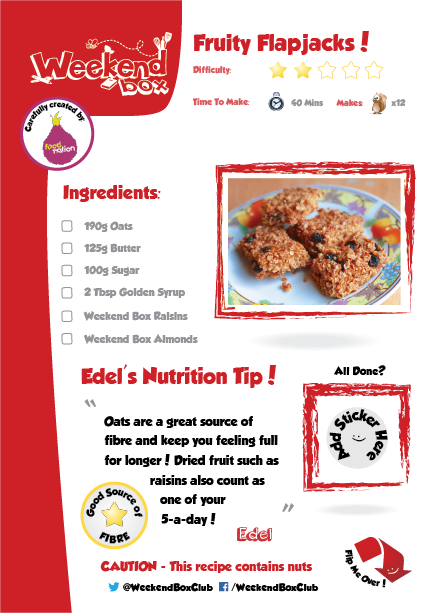 Weekend
box
Fruity Flapjacks!
Difficulty:
Time To Make:
40 Mins
Makes:
x12
Carefully created by:
food
nation
Ingredients:
190g Oats
125g Butter
100g Sugar
2 Tbsp Golden Syrup
Weekend Box Raisins
Weekend Box Almonds
Edel's Nutrition Tip!
“
Oats are a great source of
fibre and keep you feeling full
for longer! Dried fruit such as
raisins also count as
one of your
5-a-day!
”
Edel
Good Source of
FIBRE
All Done?
Add Sticker Here
CAUTION - This recipe contains nuts
@WeekendBoxClub
/WeekendBoxClub
Flip Me Over!